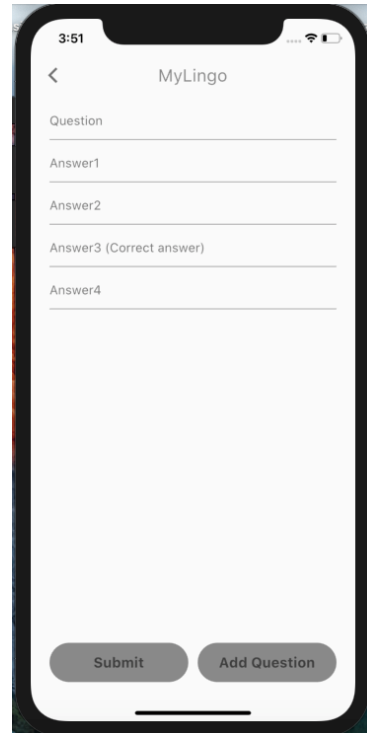 3:51
MyLingo
Question
Answer1
Answer2
Answer3 (Correct answer)
Answer4
Submit
Add Question